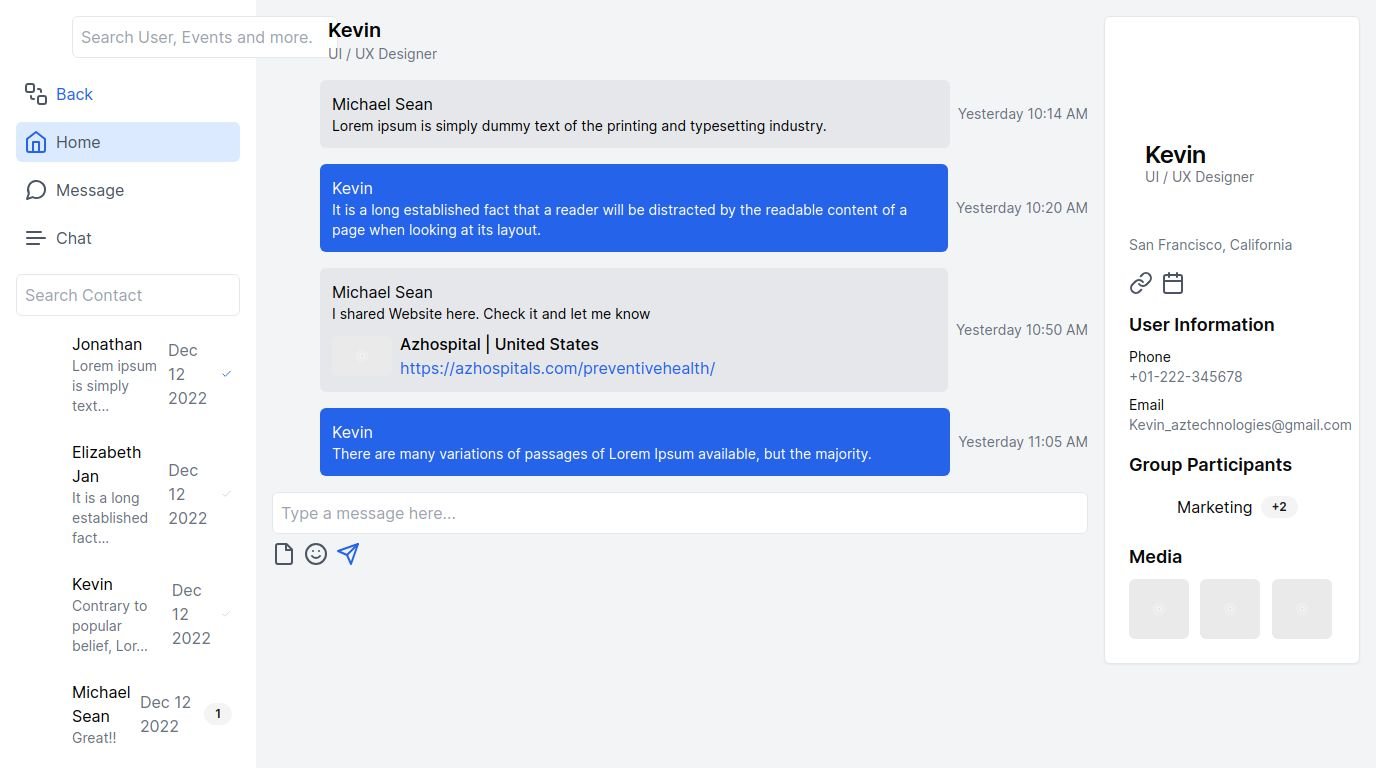 Search User, Events and more.
Back
Home
Message
Chat
Search Contact
Jonathan
Lorem ipsum
is simply
text...
Dec
12
2022
Elizabeth
Jan
It is a long
established
fact...
Dec
12
2022
Kevin
Contrary to
popular
belief, Lor...
Dec
12
2022
Michael
Sean
Great!!
Dec 12
2022
1
Kevin
UI / UX Designer
Michael Sean
Lorem ipsum is simply dummy text of the printing and typesetting industry.
Yesterday 10:14 AM
Kevin
It is a long established fact that a reader will be distracted by the readable content of a
page when looking at its layout.
Yesterday 10:20 AM
Michael Sean
I shared Website here. Check it and let me know
Azhospital | United States
https://azhospitals.com/preventivehealth/
Yesterday 10:50 AM
Kevin
There are many variations of passages of Lorem Ipsum available, but the majority.
Yesterday 11:05 AM
Type a message here...
Kevin
UI / UX Designer
San Francisco, California
User Information
Phone
+01-222-345678
Email
Kevin_aztechnologies@gmail.com
Group Participants
Marketing +2
Media